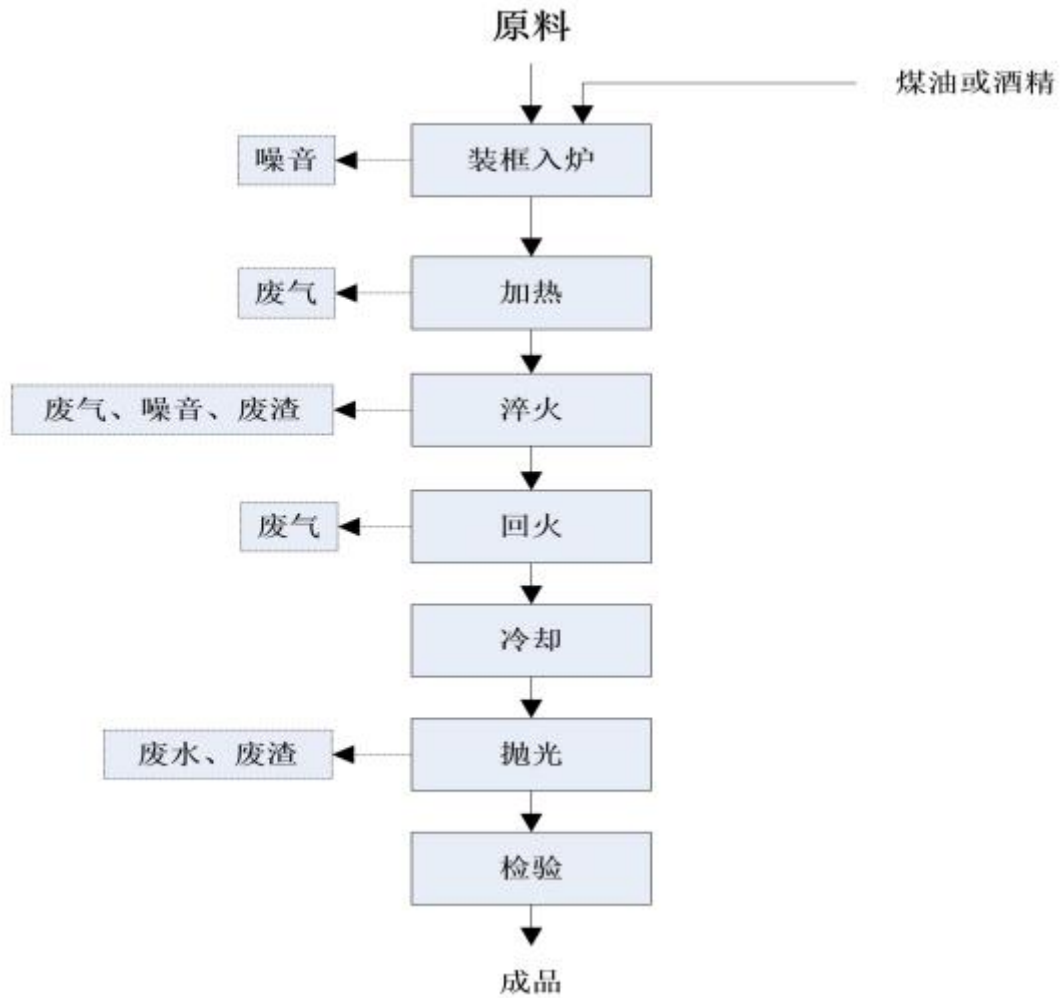 原料
煤油或酒精
噪音
装框入炉
废气
加热
废气、噪音、废渣
淬火
废气
回火
冷却
废水、废渣
抛光
检验
成品